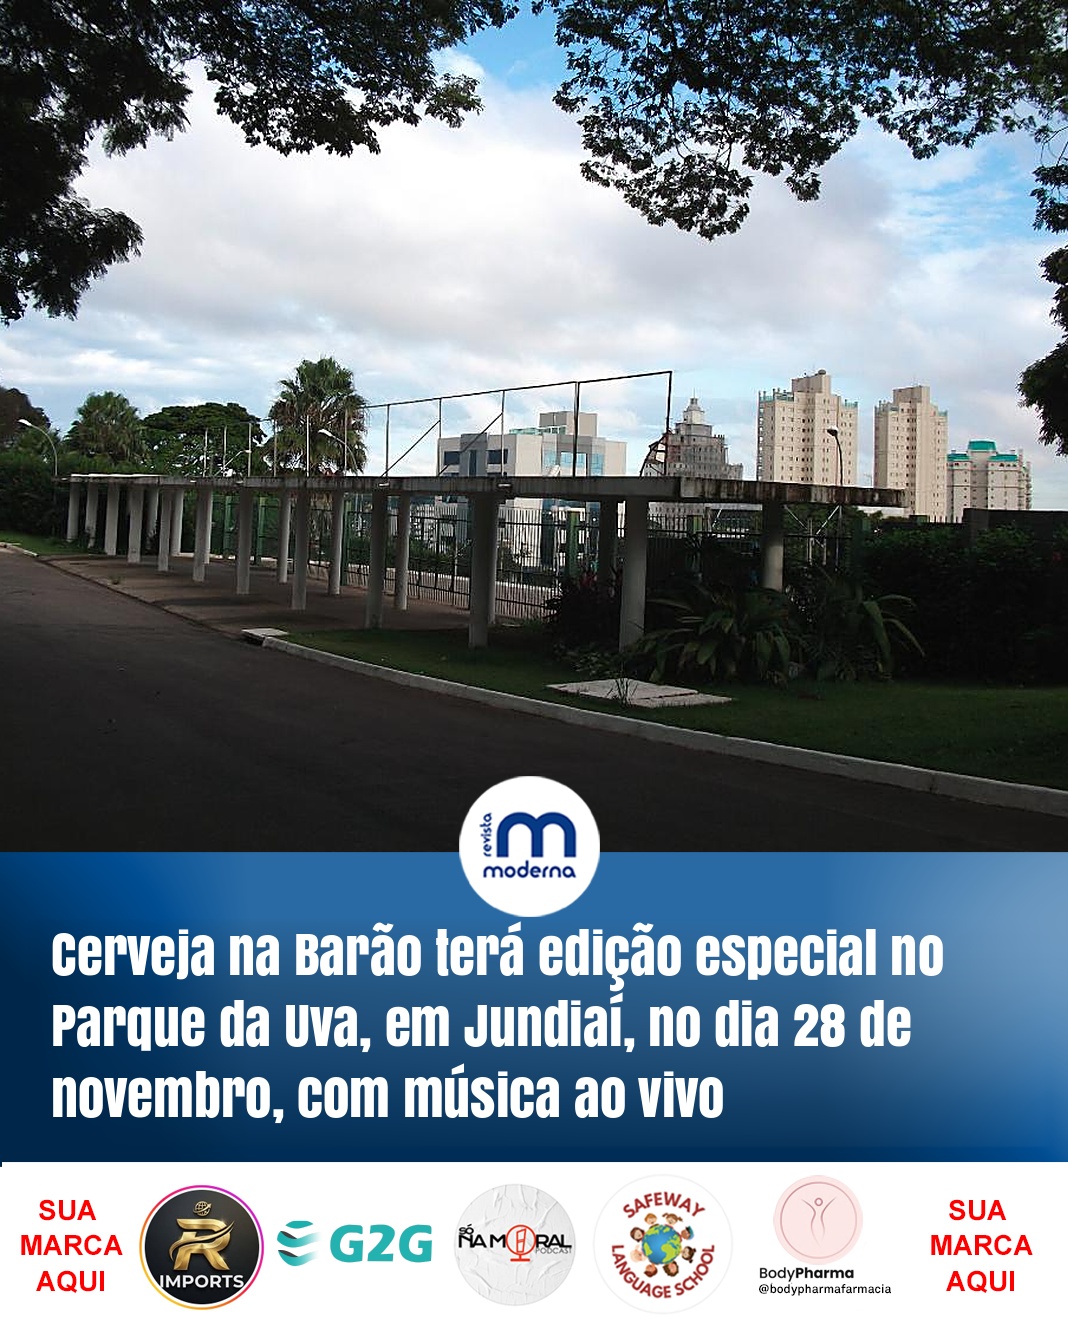 revista
moderna
Cerveja na Barão terá edição especial no
Parque da Uva, em Jundiaí, no dia 28 de
novembro, com música ao vivo
SUA
MARCA
AQUI
R
IMPORTS
G2G
SÓ
NA MORAL
PODCAST
SAFEWAY
LANGUAGE SCHOOL
BodyPharma
@bodypharmafarmacia
SUA
MARCA
AQUI